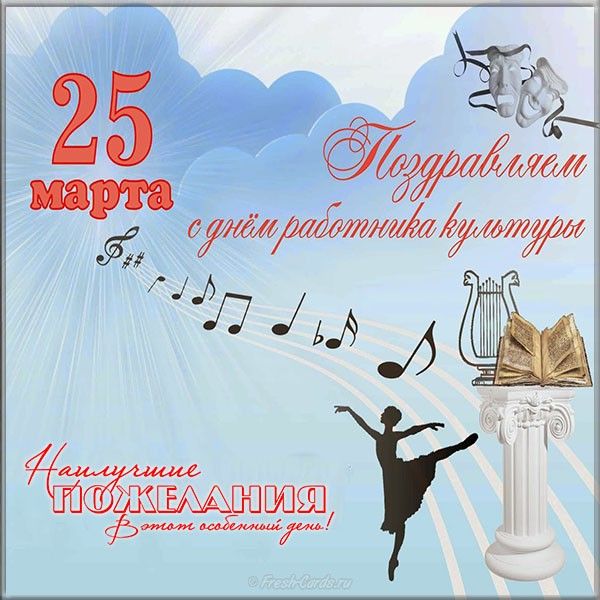 25
марта
Поздравляем
с днём работника культуры
Наилучшие
ПОЖЕЛАНИЯ
В этот особенный день!
© Fresh-Cards.ru